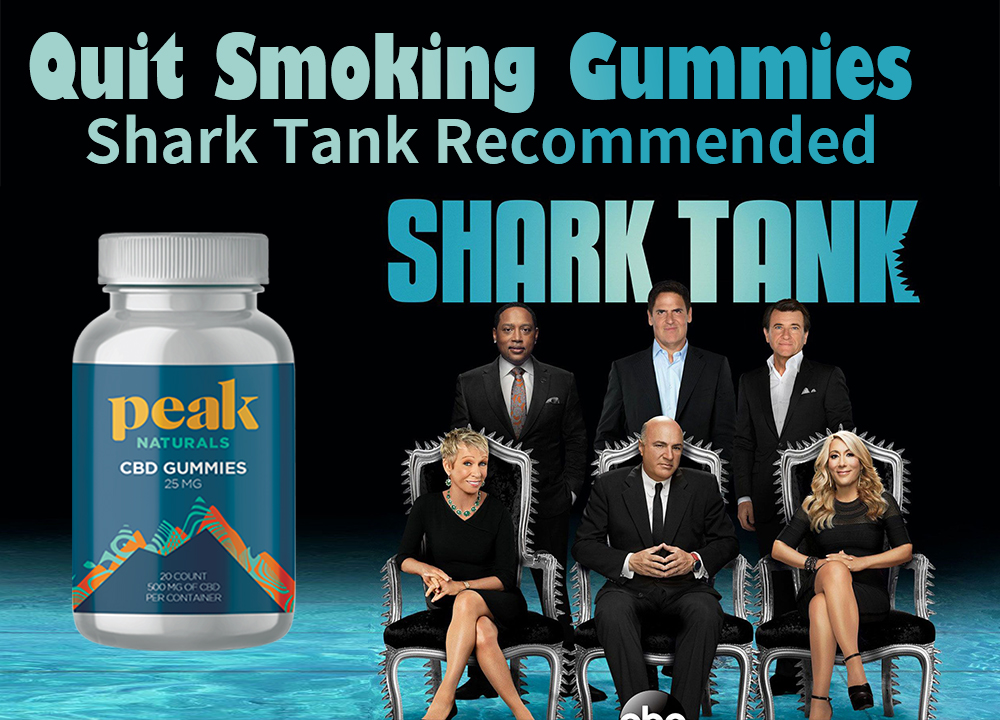 Quit Smoking Gummies
Shark Tank Recommended
SHARK TANK
peak
NATURALS
CBD GUMMIES
25 MG
20 COUNT
500 MG OF CBD
PER CONTAINER
abc